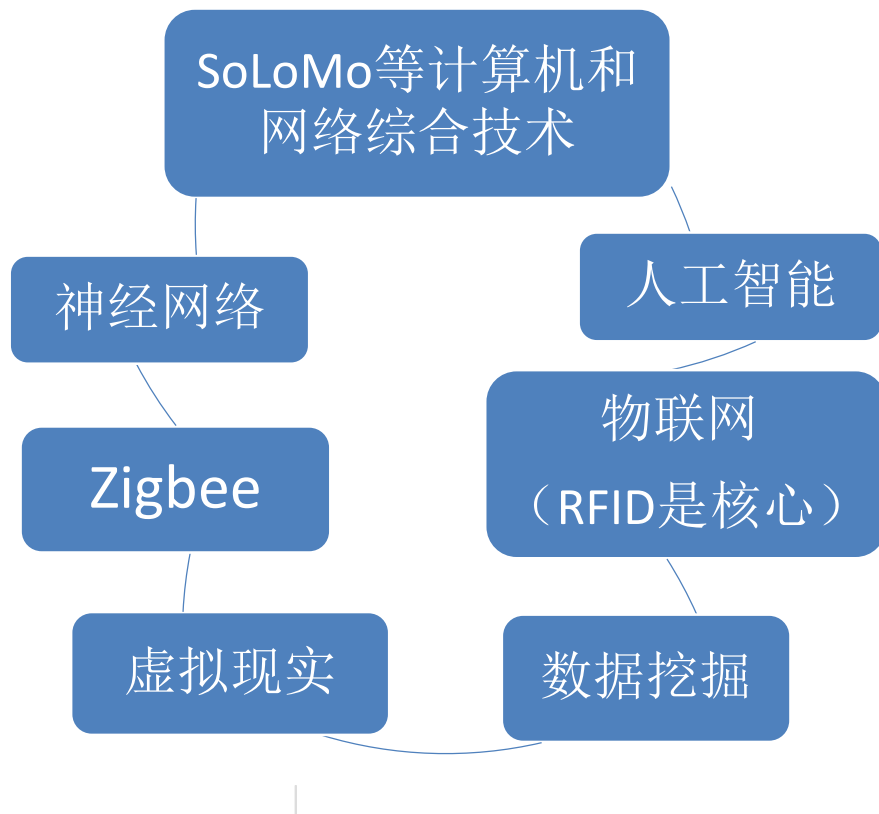 SoLoMo等计算机和
网络综合技术
人工智能
物联网
（RFID是核心）
数据挖掘
虚拟现实
Zigbee
神经网络